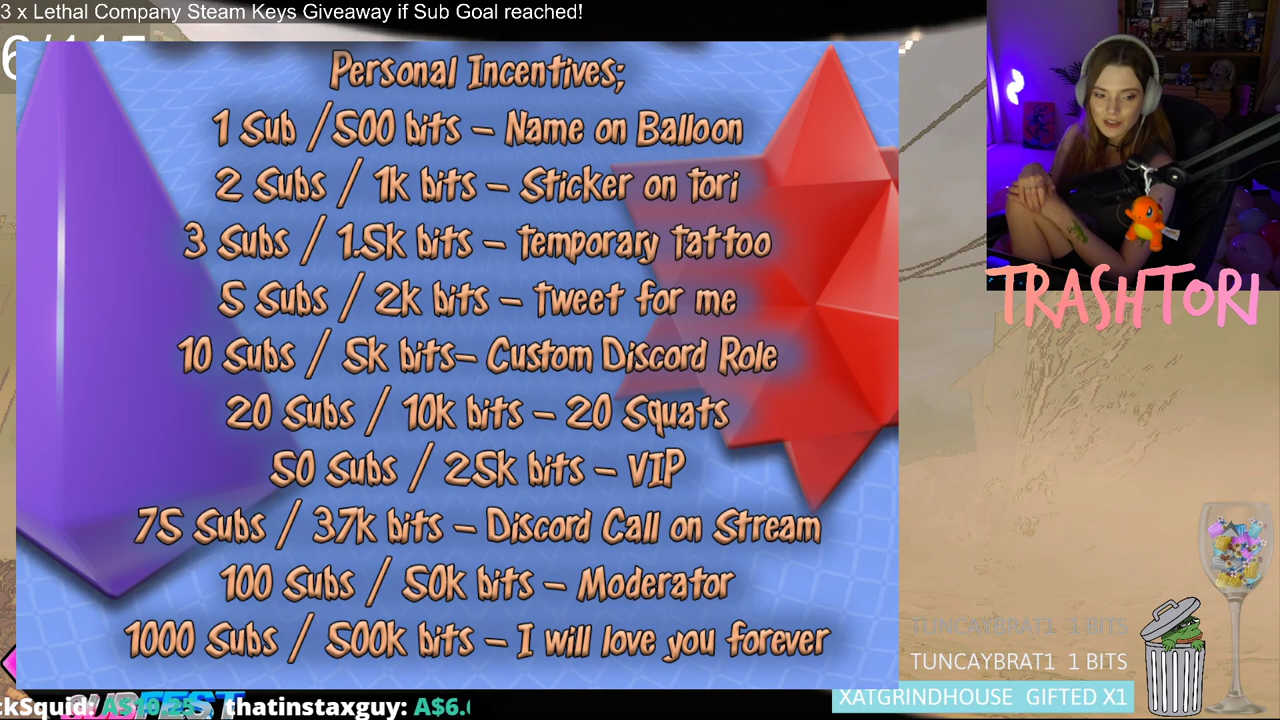 3 x Lethal Company Steam Keys Giveaway if Sub Goal reached!
Personal Incentives;
1 Sub / 500 bits – Name on Balloon
2 Subs / 1k bits – Sticker on Tori
3 Subs / 1.5k bits – Temporary Tattoo
5 Subs / 2k bits – Tweet for me
10 Subs / 5k bits– Custom Discord Role
20 Subs / 10k bits – 20 Squats
50 Subs / 25k bits – VIP
75 Subs / 37k bits – Discord Call on Stream
100 Subs / 50k bits – Moderator
1000 Subs / 500k bits – I will love you forever
TRASHTORI
TUNCAYBRAT1 1 BITS
TUNCAYBRAT1 1 BITS
XATGRINDHOUSE GIFTED X1
ckSquid: thatinstaxguy: A$6.